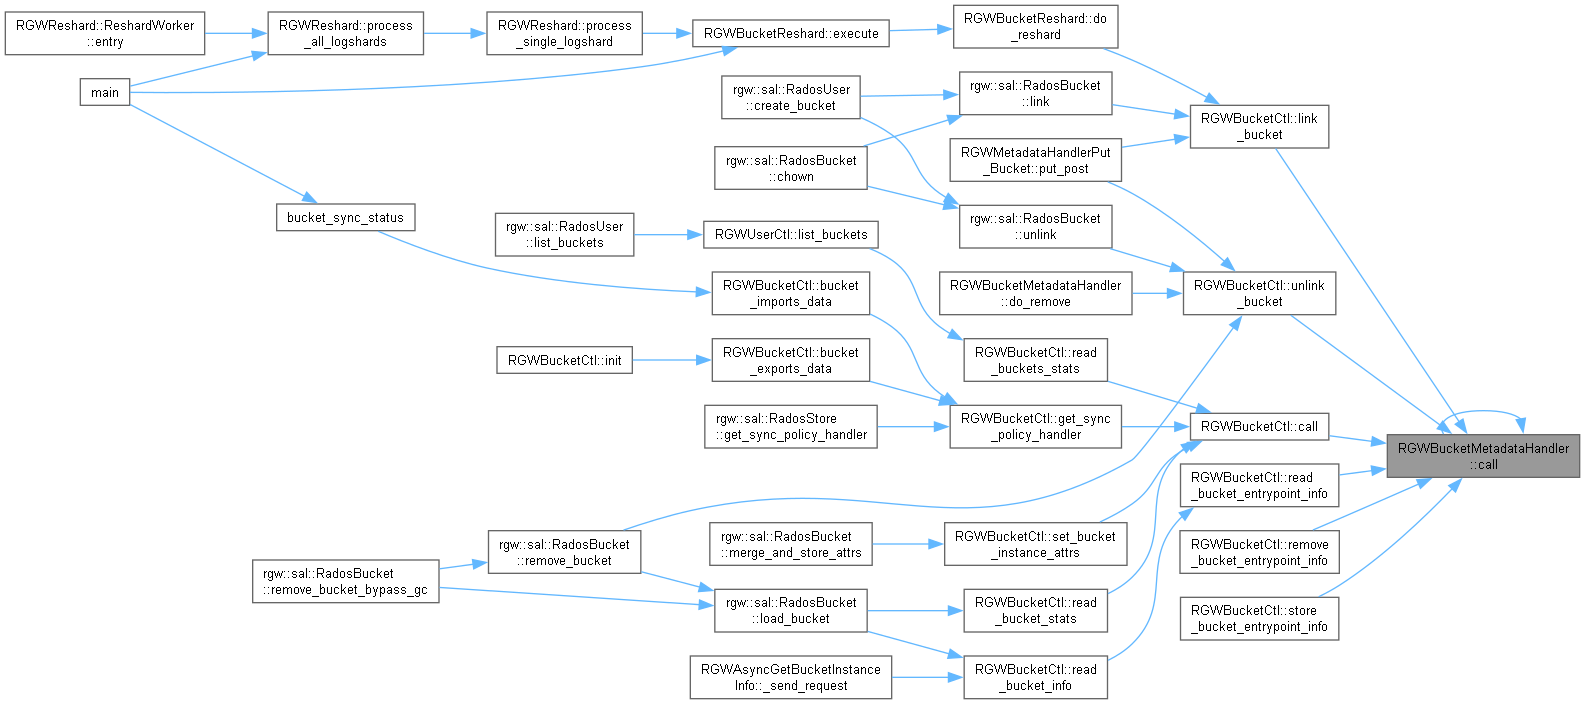 RGWReshard::ReshardWorker
::entry
RGWReshard::process
_all_logshards
RGWReshard::process
_single_logshard
RGWBucketReshard::execute
RGWBucketReshard::do
_reshard
main
rgw::sal::RadosUser
::create_bucket
rgw::sal::RadosBucket
::link
RGWBucketCtl::link
_bucket
rgw::sal::RadosBucket
::chown
RGWMetadataHandlerPut
_Bucket::put_post
bucket_sync_status
rgw::sal::RadosUser
::list_buckets
RGWUserCtl::list_buckets
rgw::sal::RadosBucket
::unlink
RGWBucketCtl::bucket
_imports_data
RGWBucketMetadataHandler
::do_remove
RGWBucketCtl::unlink
_bucket
RGWBucketCtl::init
RGWBucketCtl::bucket
_exports_data
RGWBucketCtl::read
_buckets_stats
rgw::sal::RadosStore
::get_sync_policy_handler
RGWBucketCtl::get_sync
_policy_handler
RGWBucketCtl::call
RGWBucketMetadataHandler
::call
RGWBucketCtl::read
_bucket_entrypoint_info
rgw::sal::RadosBucket
::remove_bucket
rgw::sal::RadosBucket
::merge_and_store_attrs
RGWBucketCtl::set_bucket
_instance_attrs
RGWBucketCtl::remove
_bucket_entrypoint_info
rgw::sal::RadosBucket
::remove_bucket_bypass_gc
rgw::sal::RadosBucket
::load_bucket
RGWBucketCtl::read
_bucket_stats
RGWBucketCtl::store
_bucket_entrypoint_info
RGWAsyncGetBucketInstance
Info::_send_request
RGWBucketCtl::read
_bucket_info